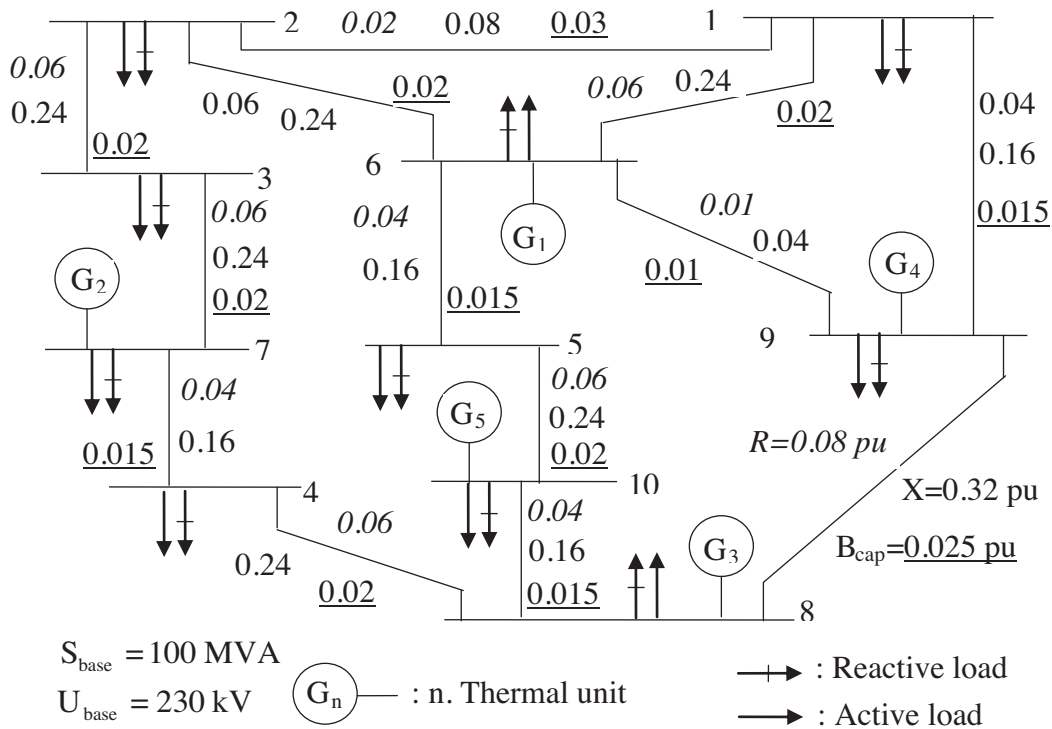 2 0.02 0.08 0.03 1
0.06
0.24
0.02
0.06
0.24
0.02
0.06
0.24
0.02
0.04
0.16
0.015
3
0.06
0.24
0.02
G2
6
0.04
0.16
0.015
G1
0.01
0.04
0.01
G4
7
0.04
0.16
0.015
5
0.06
0.24
0.02
G5
9
R=0.08 pu
X=0.32 pu
Bcap=0.025 pu
4
0.06
0.24
0.02
10
0.04
0.16
0.015
G3
8
Sbase = 100 MVA
Ubase = 230 kV
Gn : n. Thermal unit
: Reactive load
: Active load